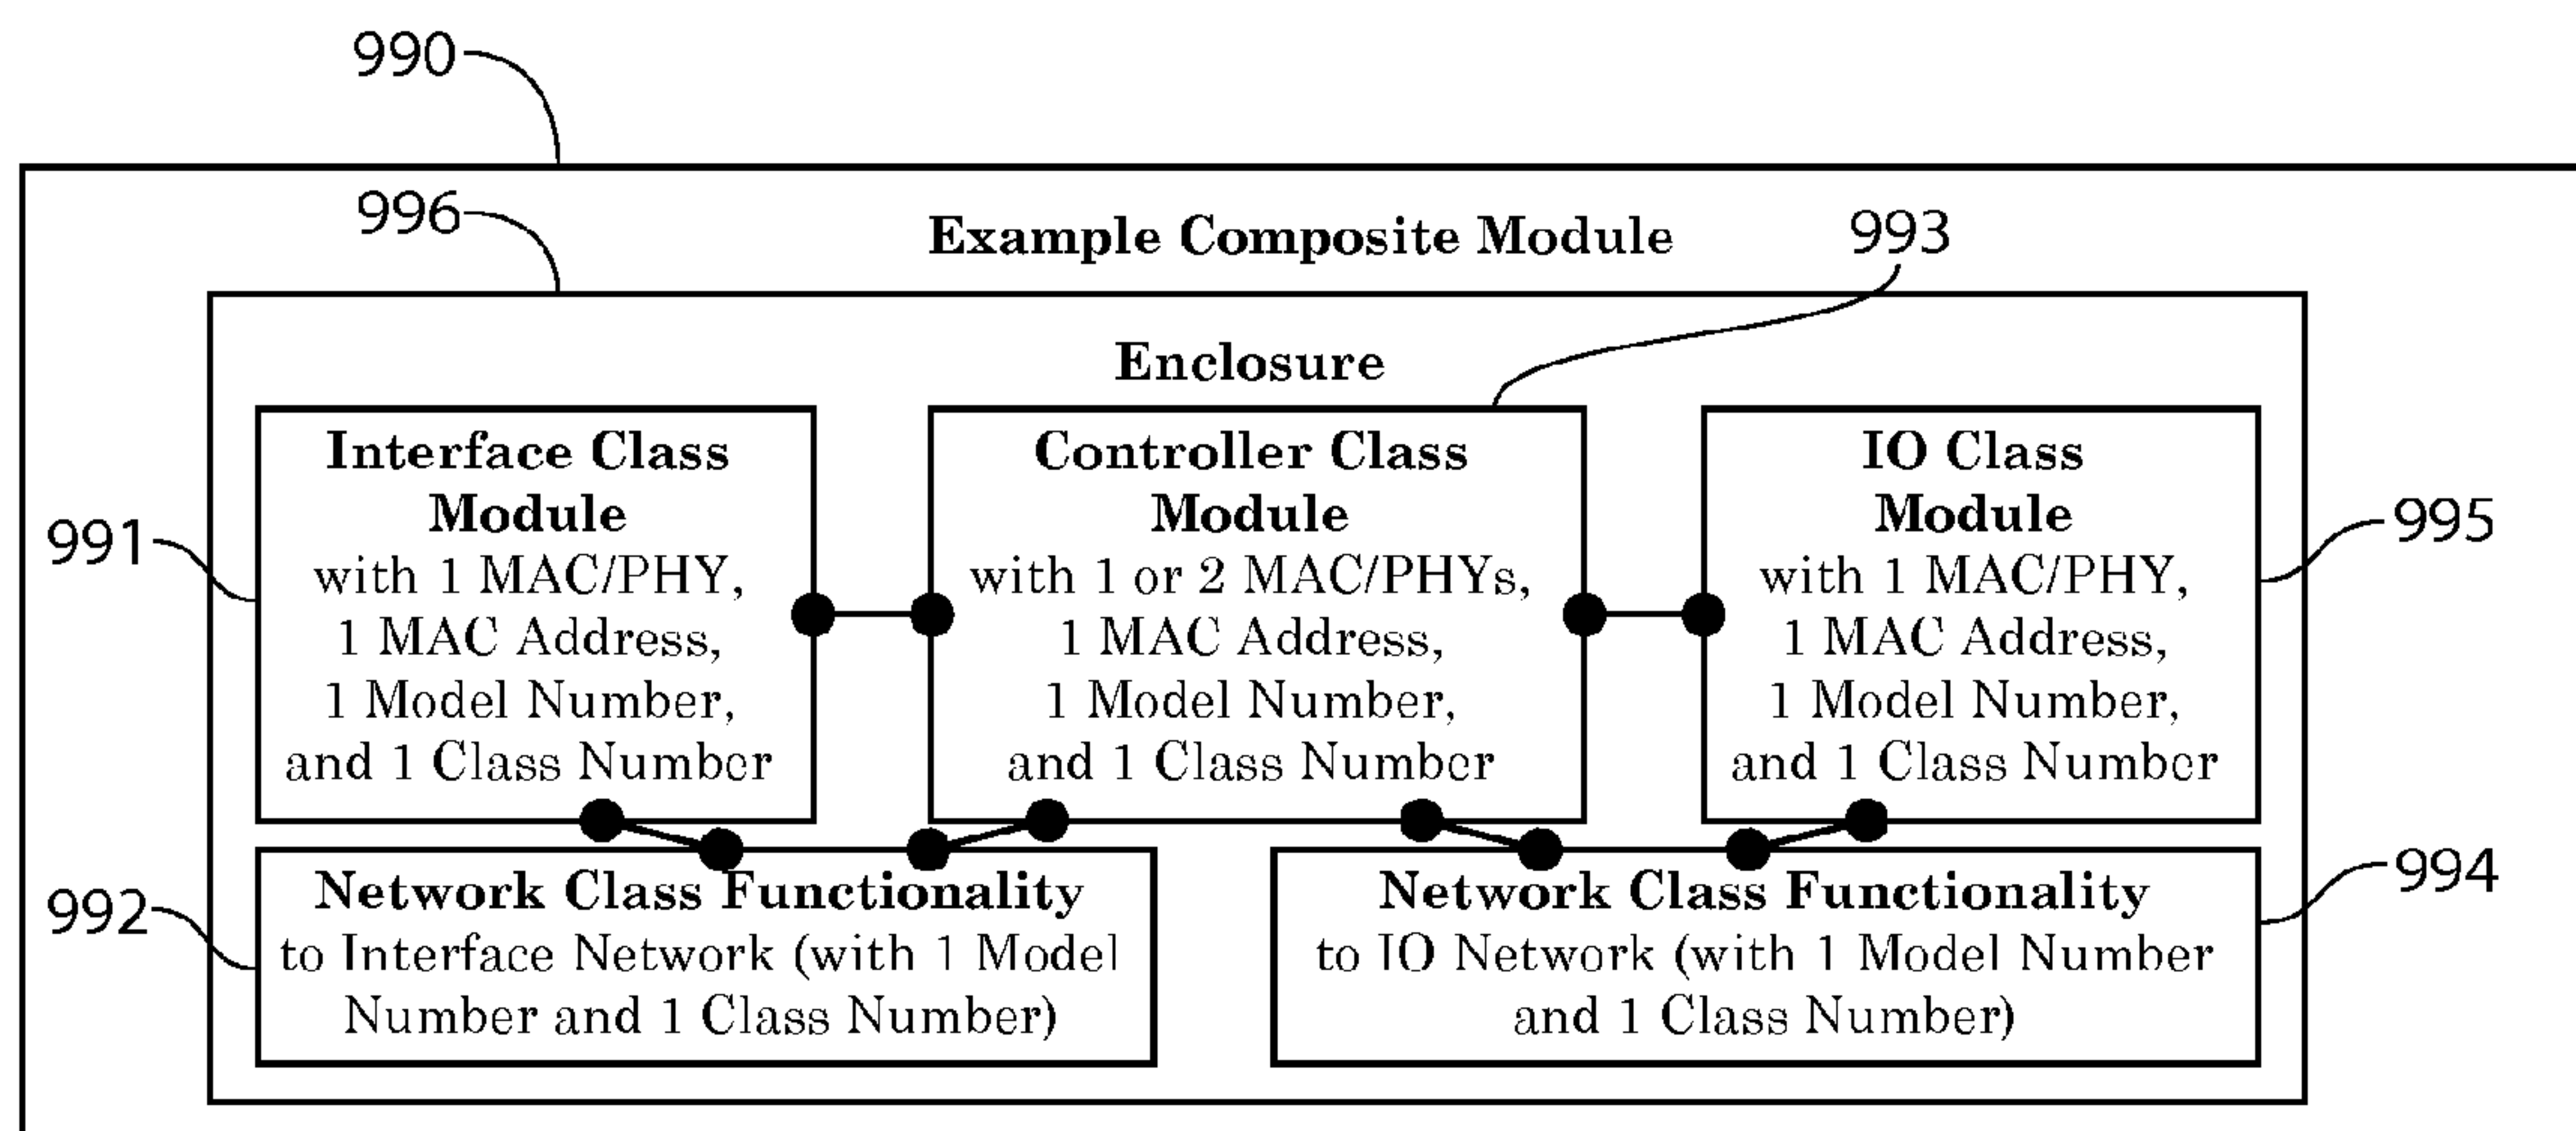 990
996
Example Composite Module
993
Enclosure
Interface Class
Module
with 1 MAC/PHY,
1 MAC Address,
1 Model Number,
and 1 Class Number
991
Controller Class
Module
with 1 or 2 MAC/PHYs,
1 MAC Address,
1 Model Number,
and 1 Class Number
IO Class
Module
with 1 MAC/PHY,
1 MAC Address,
1 Model Number,
and 1 Class Number
995
992
Network Class Functionality
to Interface Network (with 1 Model
Number and 1 Class Number)
Network Class Functionality
to IO Network (with 1 Model Number
and 1 Class Number)
994